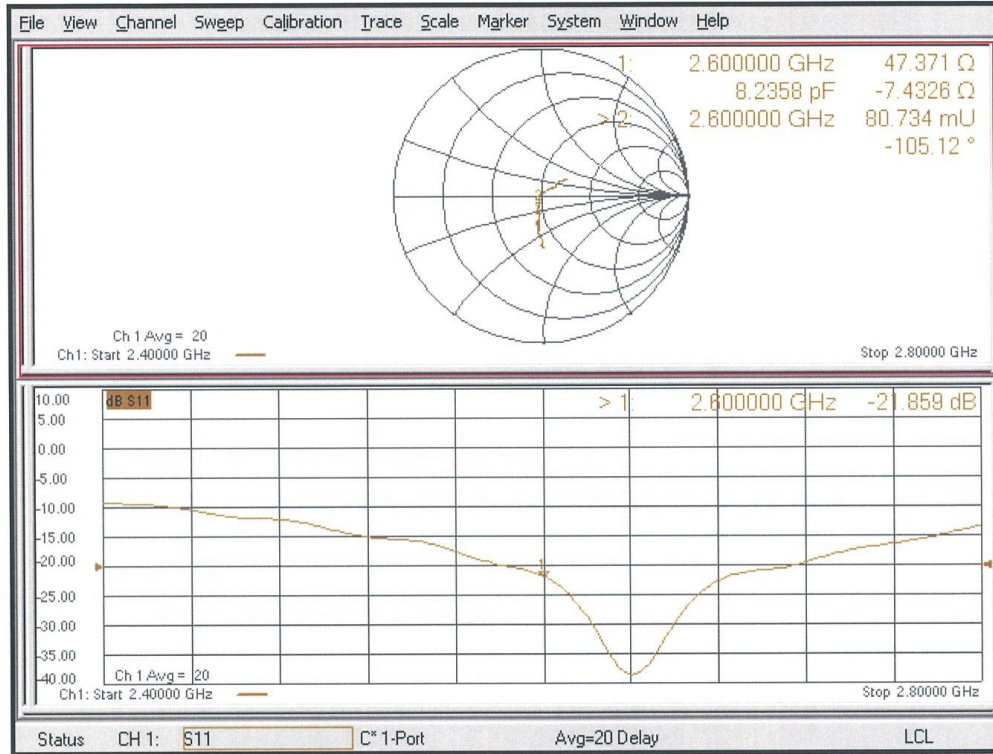 File View Channel Sweep Calibration Trace Scale Marker System Window Help
1: 2.600000 GHz 47.371 Ω
8.2358 pF -7.4326 Ω
> 2: 2.600000 GHz 80.734 mU
-105.12 °
Ch 1 Avg = 20
Ch1: Start 2.40000 GHz
Stop 2.80000 GHz
10.00
dB S11
> 1: 2.600000 GHz -21.859 dB
5.00
0.00
-5.00
-10.00
-15.00
-20.00
1
-25.00
-30.00
-35.00
-40.00
Ch 1 Avg = 20
Ch1: Start 2.40000 GHz
Stop 2.80000 GHz
Status CH 1: S11 C* 1-Port Avg=20 Delay LCL